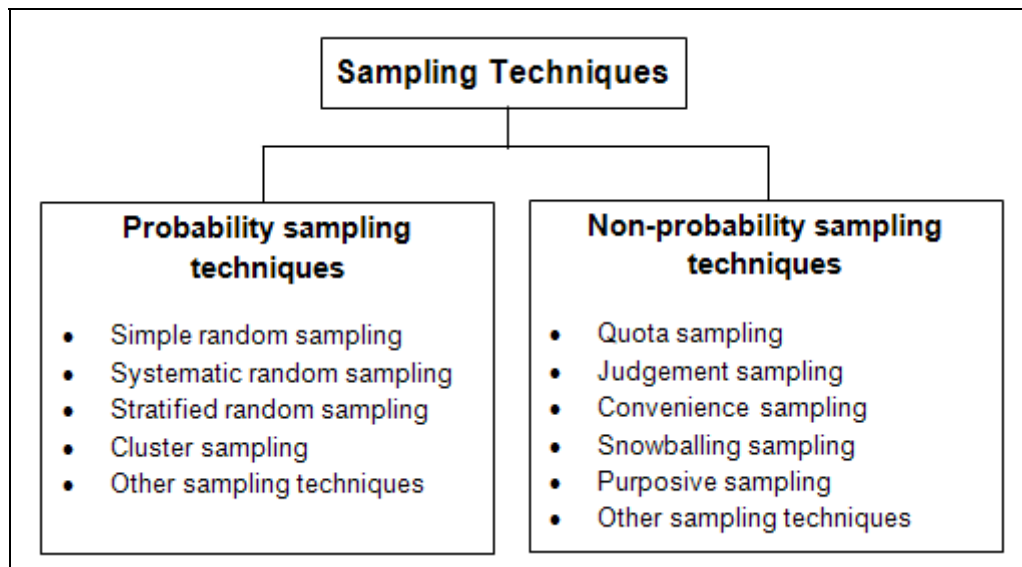 Sampling Techniques
Probability sampling
techniques
• Simple random sampling
• Systematic random sampling
• Stratified random sampling
• Cluster sampling
• Other sampling techniques
Non-probability sampling
techniques
• Quota sampling
• Judgement sampling
• Convenience sampling
• Snowballing sampling
• Purposive sampling
• Other sampling techniques